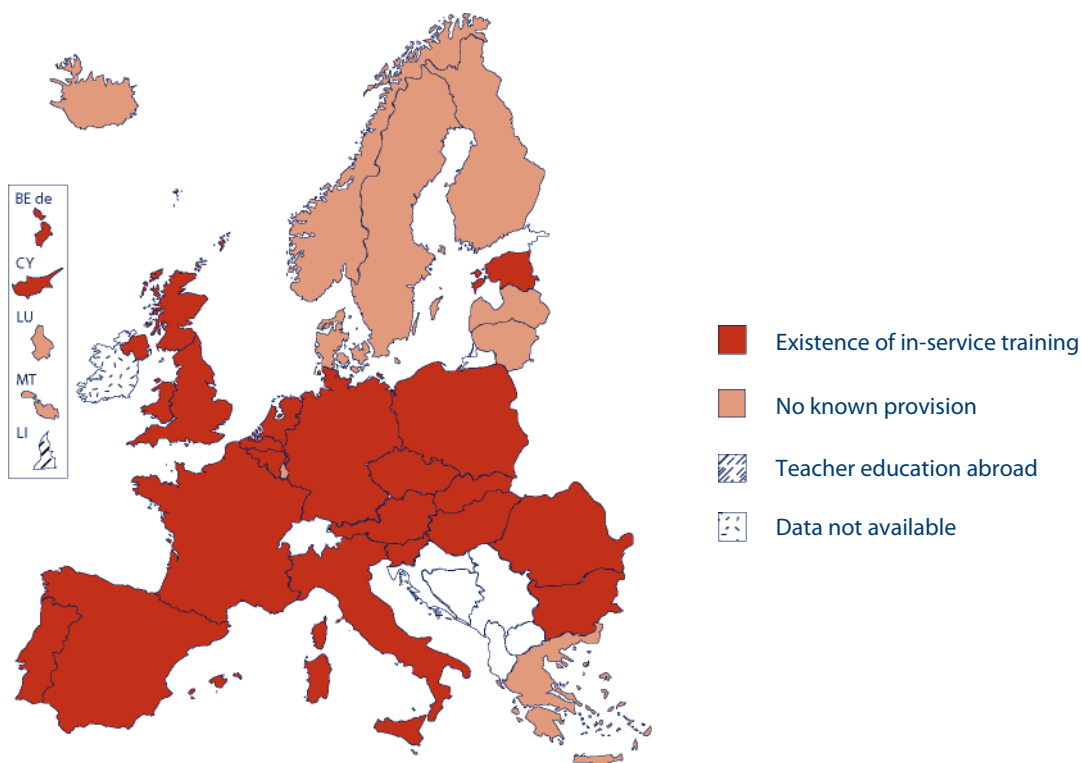 BE de
CY
LU
MT
LI
Existence of in-service training
No known provision
Teacher education abroad
Data not available